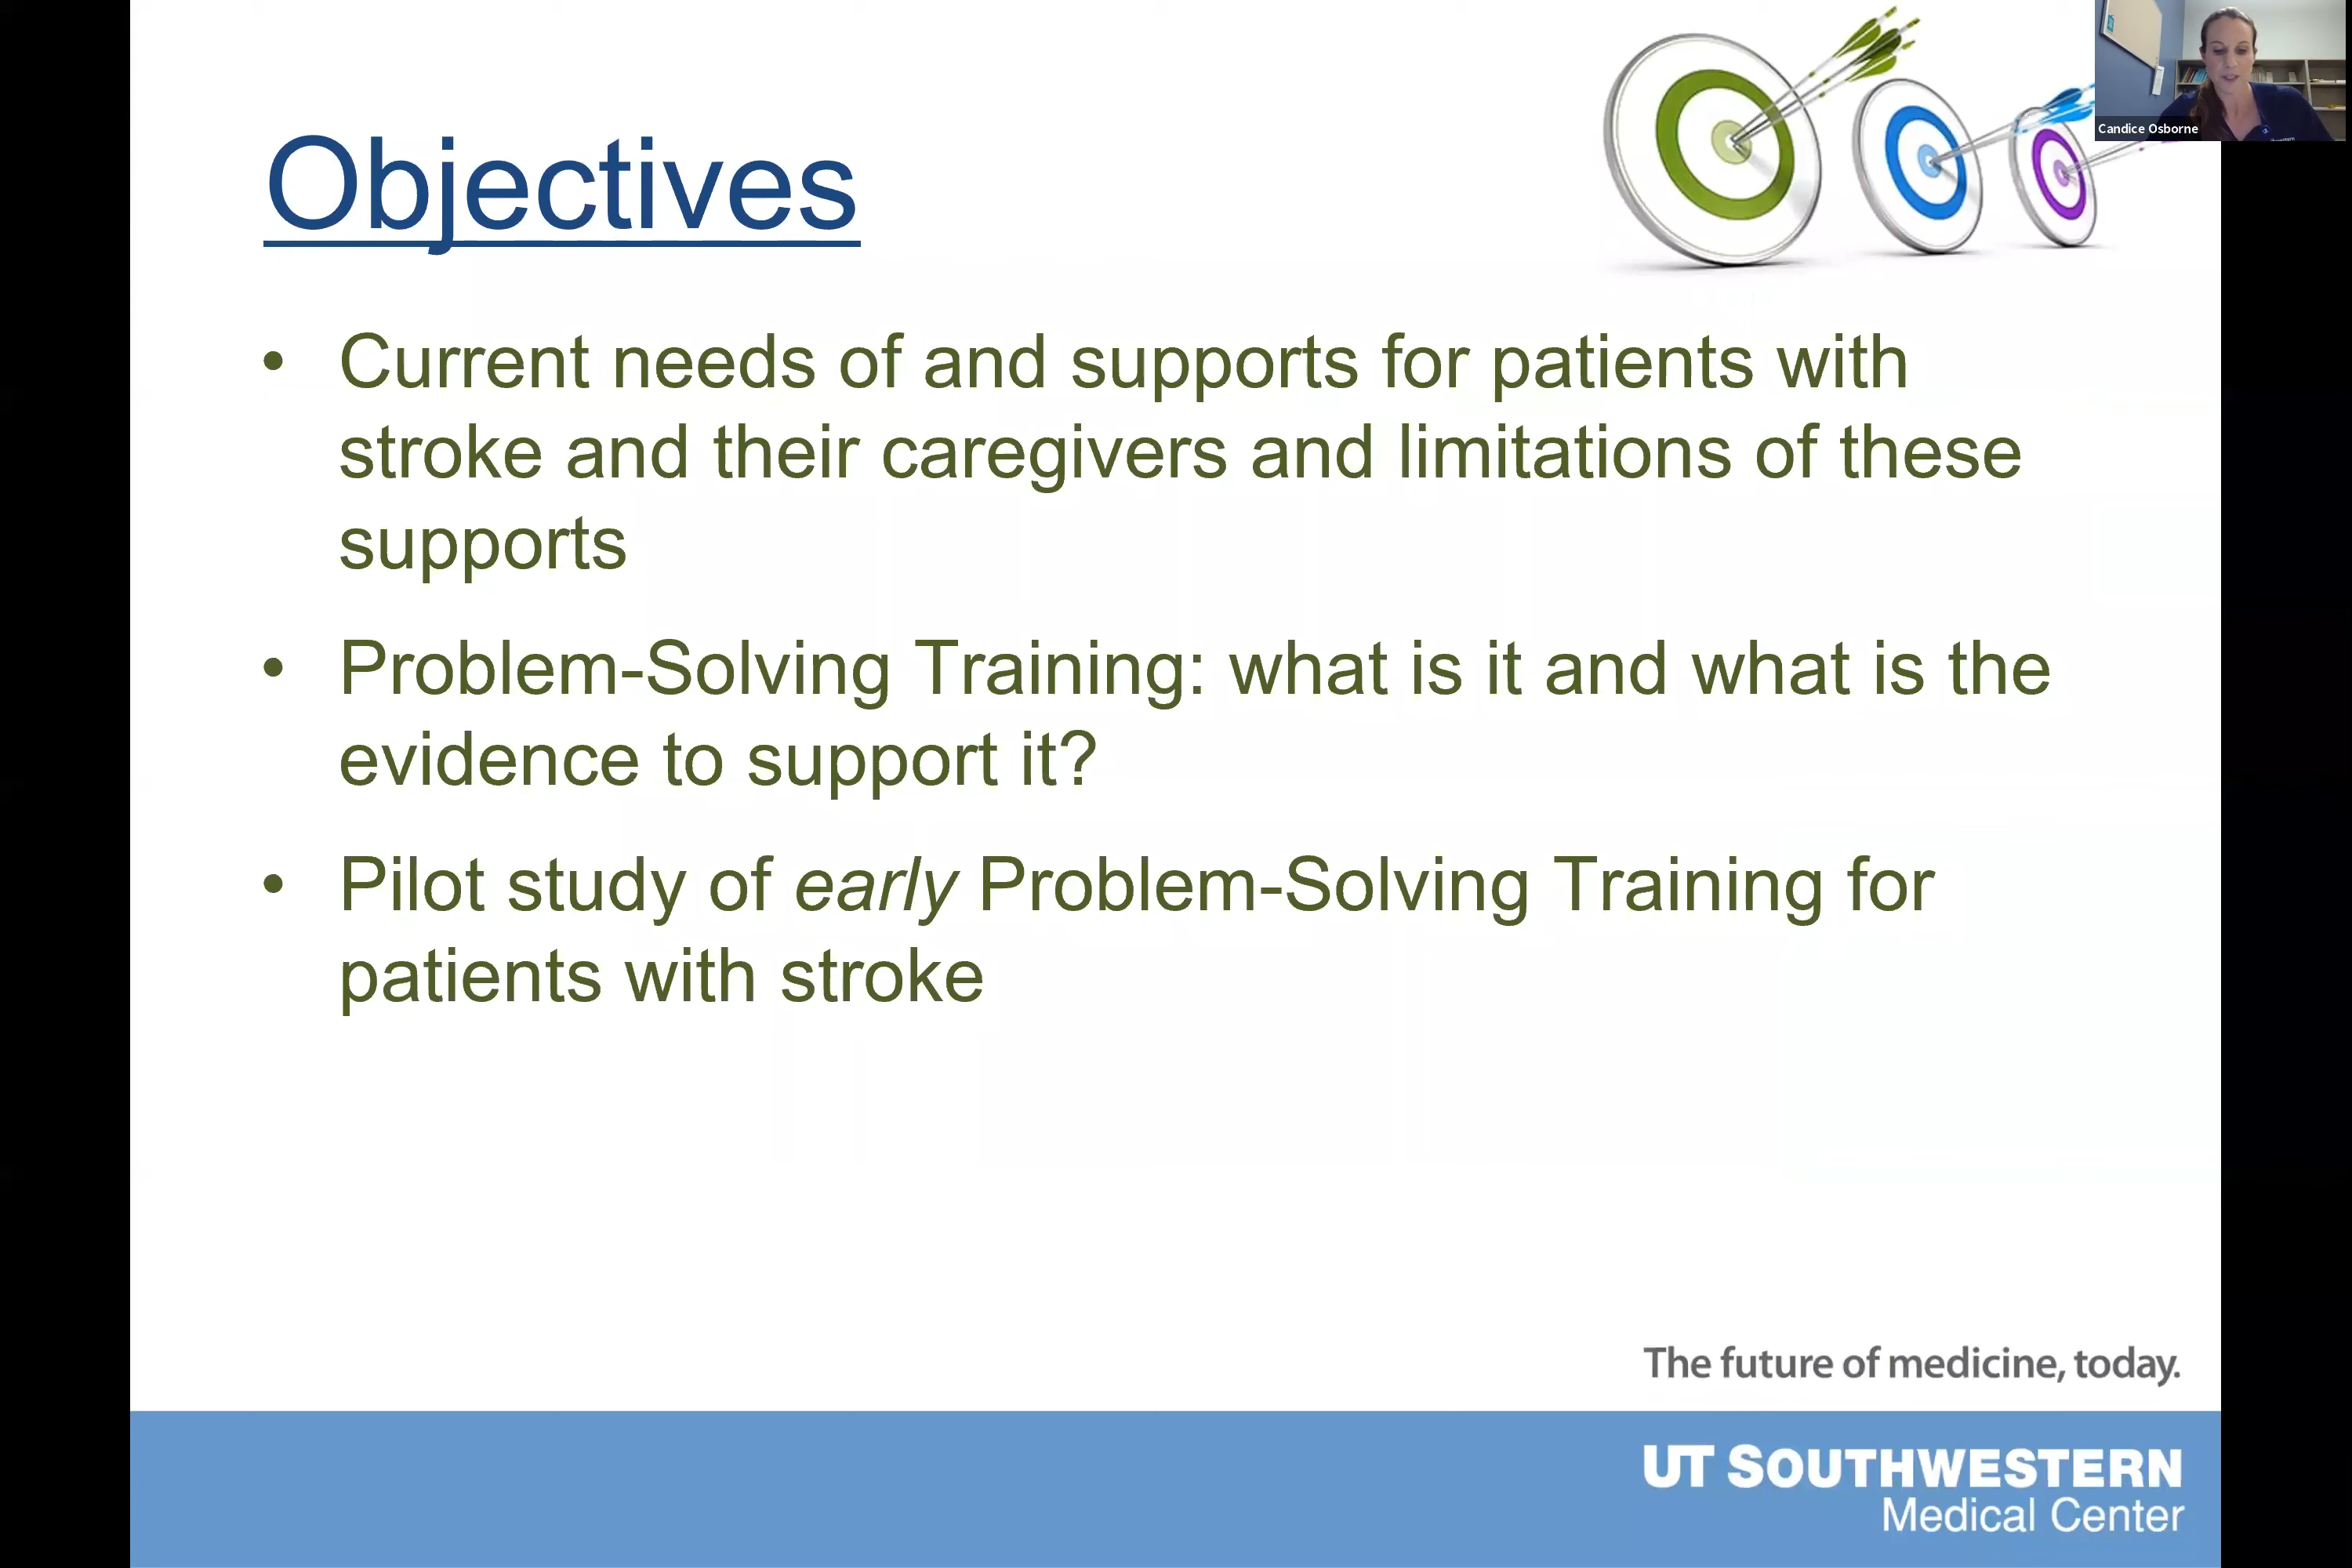 Candice Osborne
Objectives
• Current needs of and supports for patients with
stroke and their caregivers and limitations of these
supports
• Problem-Solving Training: what is it and what is the
evidence to support it?
• Pilot study of early Problem-Solving Training for
patients with stroke
The future of medicine, today.
UT SOUTHWESTERN
Medical Center